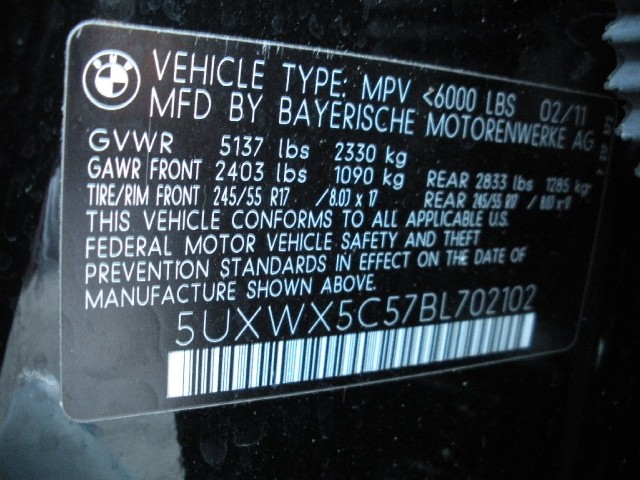 BMW
VEHICLE TYPE: MPV <6000 LBS 02/11
MFD BY BAYERISCHE MOTORENWERKE AG
GVWR 5137 lbs 2330 kg
GAWR FRONT 2403 lbs 1090 kg REAR 2833 lbs 1285 kg
TIRE/RIM FRONT 245/55 R17 /8.0J x 17 REAR 245/55 R17 / 8.0J x 17
THIS VEHICLE CONFORMS TO ALL APPLICABLE U.S.
FEDERAL MOTOR VEHICLE SAFETY AND THEFT
PREVENTION STANDARDS IN EFFECT ON THE DATE OF
MANUFACTURE SHOWN ABOVE.
5UXWX5C57BL702102